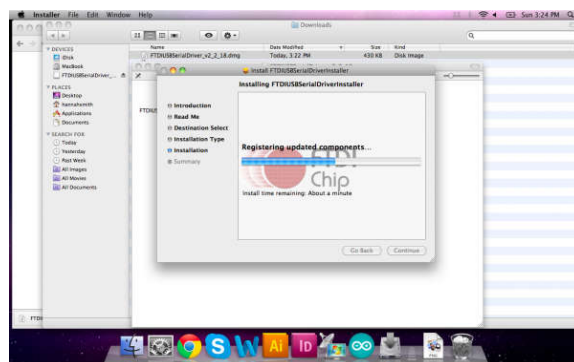 Installer File Edit Window Help
Sun 3:24 PM
Downloads
Name Date Modified Size Kind
FTDIUSBSerialDriver_v2_2_18.dmg Today, 3:22 PM 430 KB Disk Image
DEVICES
iDisk
MacBook
FTDIUSBSerialDriver_...
PLACES
Desktop
hannahsmith
Applications
Documents
SEARCH FOR
Today
Yesterday
Past Week
All Images
All Movies
All Documents
Install FTDIUSBSerialDriverInstaller
Installing FTDIUSBSerialDriverInstaller
Introduction
Read Me
Destination Select
Installation Type
Installation
Summary
Registering updated components...
FTDI
Chip
Install time remaining: About a minute
Go Back Continue
Ai
ID